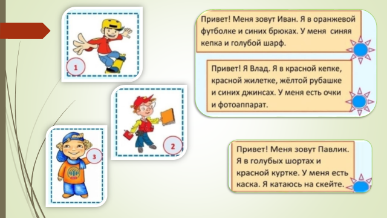 Привет! Меня зовут Иван. Я в оранжевой
футболке и синих брюках. У меня синяя
кепка и голубой шарф.
Привет! Я Влад. Я в красной кепке,
красной жилетке, жёлтой рубашке
и синих джинсах. У меня есть очки
и фотоаппарат.
Привет! Меня зовут Павлик.
Я в голубых шортах и
красной куртке. У меня есть
каска. Я катаюсь на скейте.
1
2
3